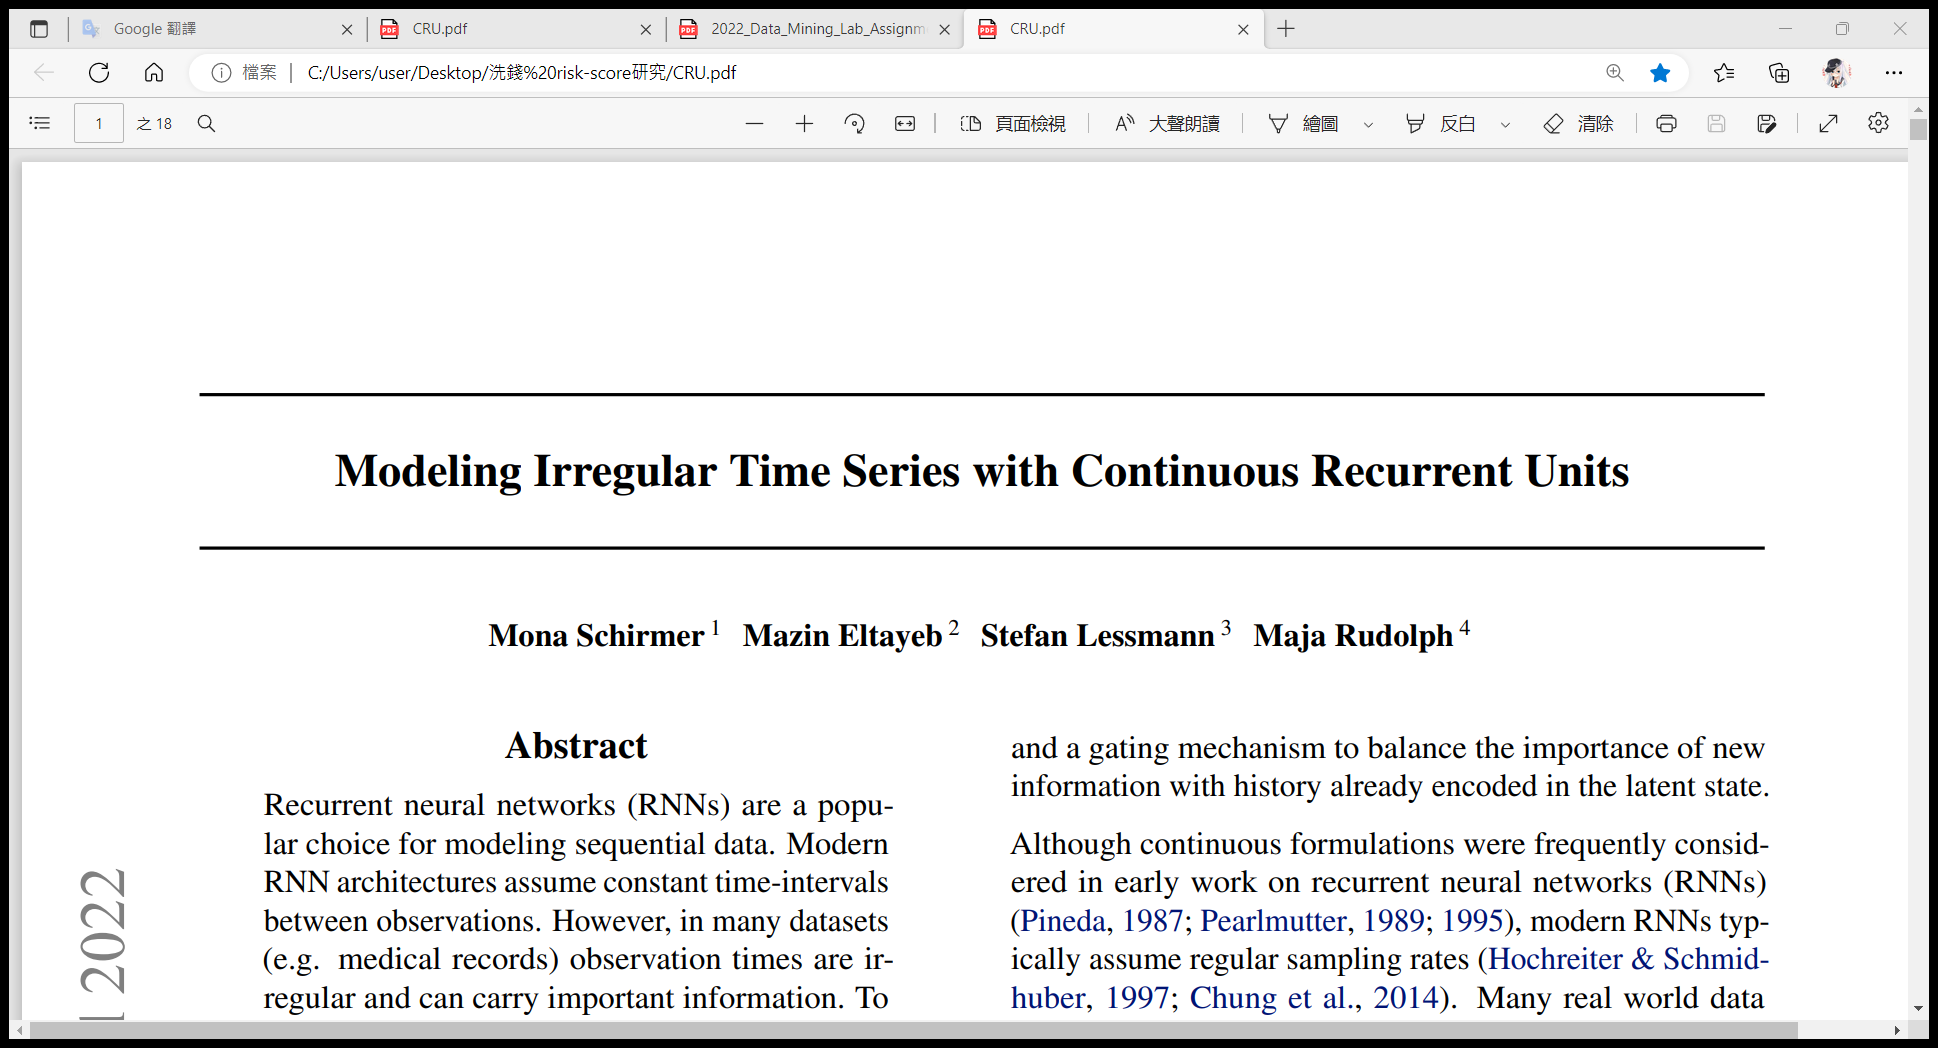 Google 翻譯
CRU.pdf
2022_Data_Mining_Lab_Assignm
CRU.pdf
檔案
C:/Users/user/Desktop/洗錢%20risk-score研究/CRU.pdf
1
之 18
頁面檢視
大聲朗讀
繪圖
反白
清除
Modeling Irregular Time Series with Continuous Recurrent Units
Mona Schirmer 1 Mazin Eltayeb 2 Stefan Lessmann 3 Maja Rudolph 4
Abstract
Recurrent neural networks (RNNs) are a popu-
lar choice for modeling sequential data. Modern
RNN architectures assume constant time-intervals
between observations. However, in many datasets
(e.g. medical records) observation times are ir-
regular and can carry important information. To
and a gating mechanism to balance the importance of new
information with history already encoded in the latent state.
Although continuous formulations were frequently consid-
ered in early work on recurrent neural networks (RNNs)
(Pineda, 1987; Pearlmutter, 1989; 1995), modern RNNs typ-
ically assume regular sampling rates (Hochreiter & Schmid-
huber, 1997; Chung et al., 2014). Many real world data
2022